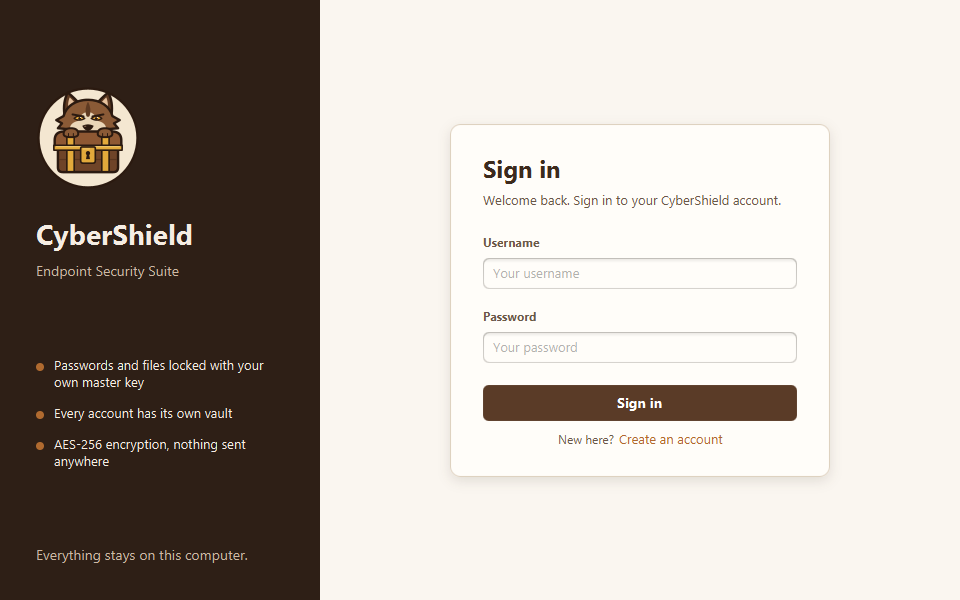 CyberShield
Endpoint Security Suite
Passwords and files locked with your
own master key
Every account has its own vault
AES-256 encryption, nothing sent
anywhere
Everything stays on this computer.
Sign in
Welcome back. Sign in to your CyberShield account.
Username
Your username
Password
Your password
Sign in
New here? Create an account